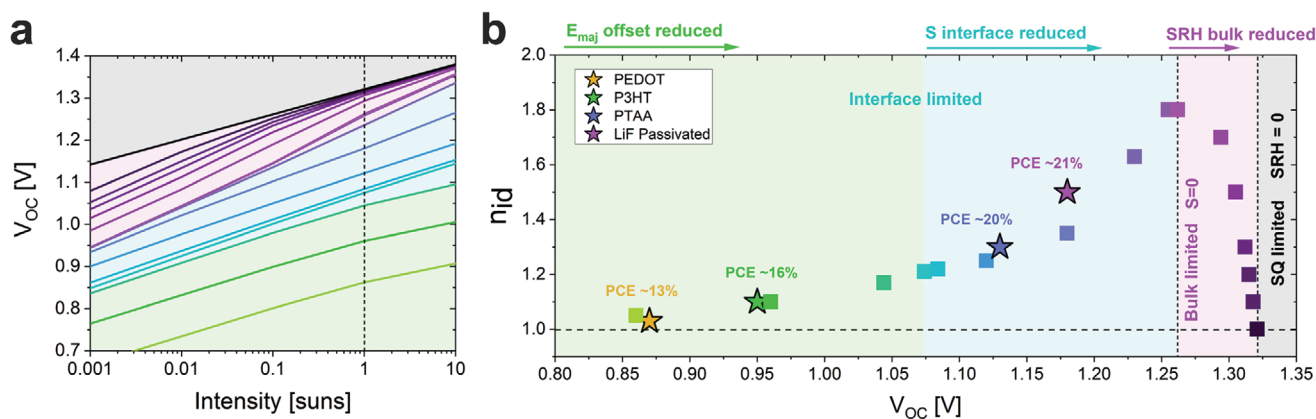 a
1.4
1.3
1.2
1.1
1.0
0.9
0.8
0.7
V_OC [V]
0.001
0.01
0.1
1
10
Intensity [suns]
b
E_maj offset reduced
S interface reduced
SRH bulk reduced
2.0
1.8
1.6
1.4
1.2
1.0
n_id
PEDOT
P3HT
PTAA
LiF Passivated
Interface limited
PCE ~13%
PCE ~16%
PCE ~20%
PCE ~21%
Bulk limited S=0
SQ limited SRH = 0
0.80
0.85
0.90
0.95
1.00
1.05
1.10
1.15
1.20
1.25
1.30
1.35
V_OC [V]